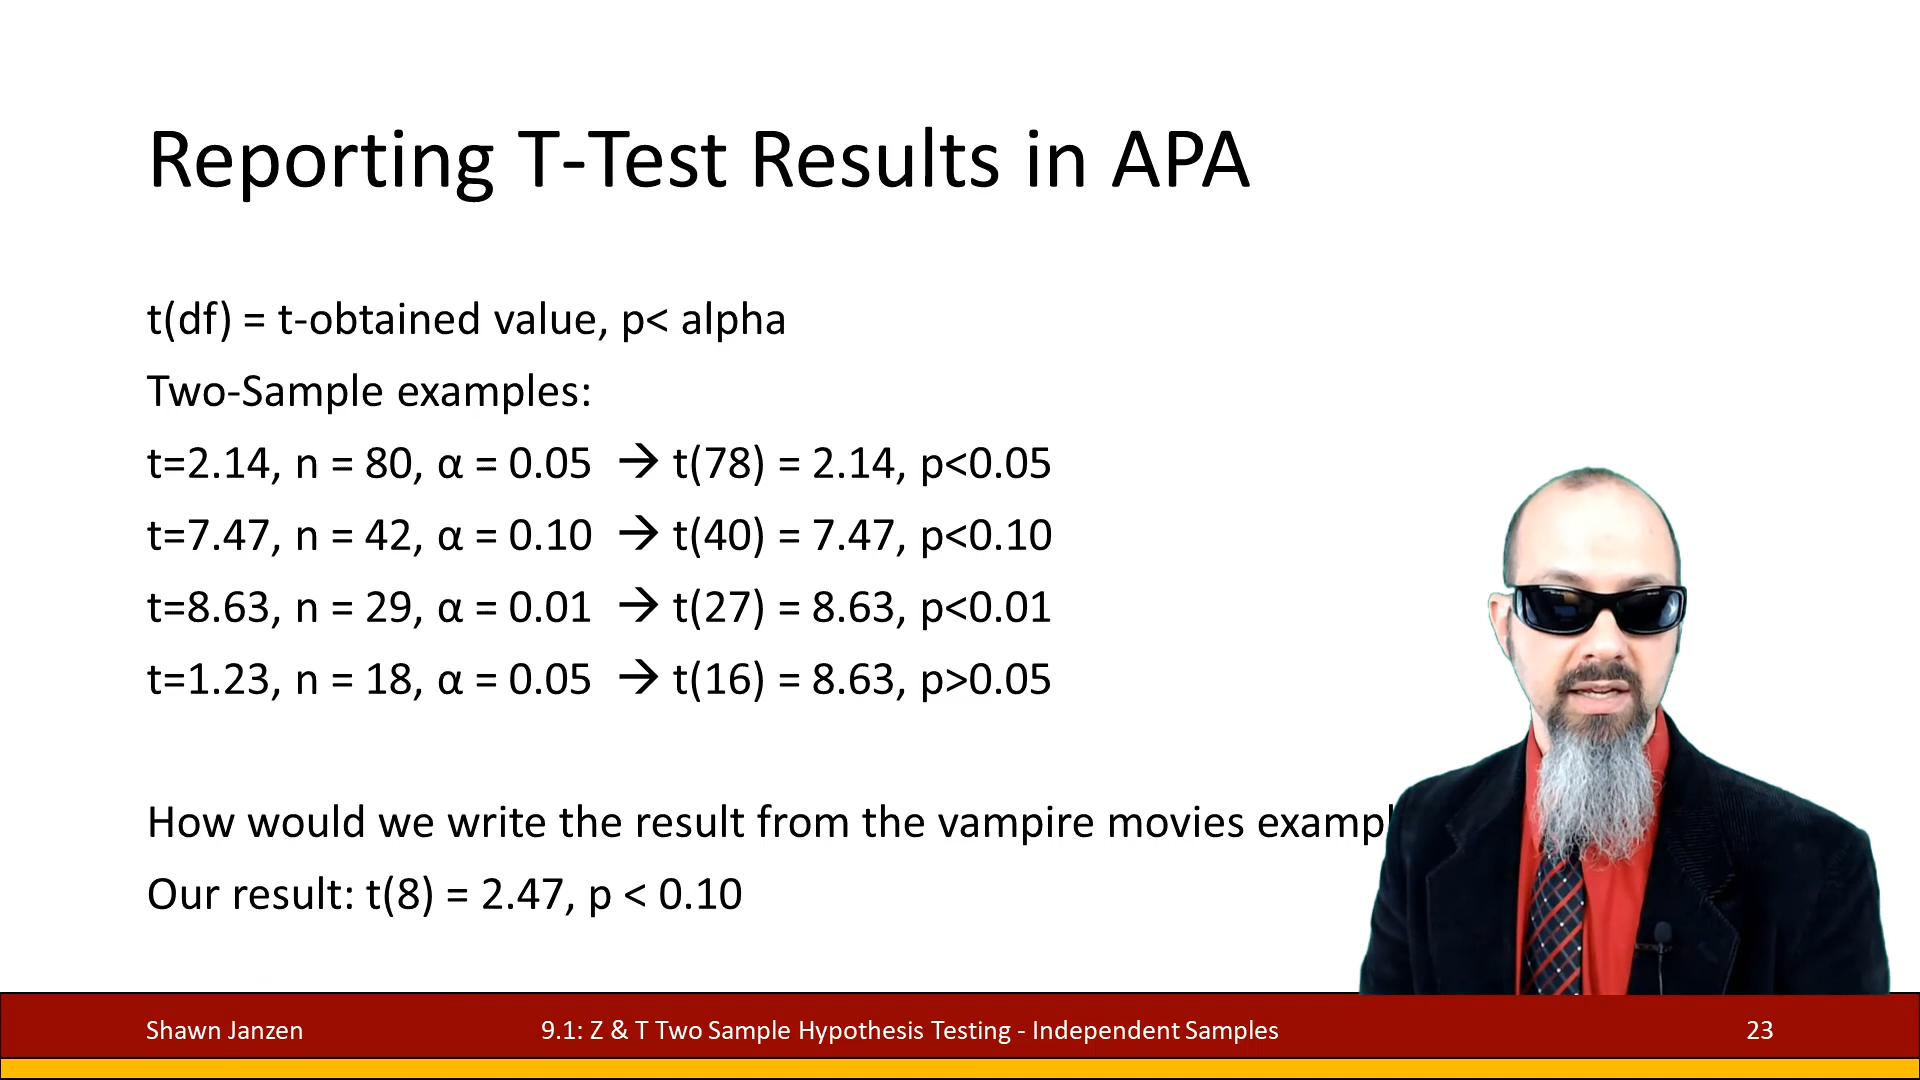 Reporting T-Test Results in APA
t(df) = t-obtained value, p< alpha
Two-Sample examples:
t=2.14, n = 80, α = 0.05 → t(78) = 2.14, p<0.05
t=7.47, n = 42, α = 0.10 → t(40) = 7.47, p<0.10
t=8.63, n = 29, α = 0.01 → t(27) = 8.63, p<0.01
t=1.23, n = 18, α = 0.05 → t(16) = 8.63, p>0.05
How would we write the result from the vampire movies
Our result: t(8) = 2.47, p < 0.10
Shawn Janzen
9.1: Z & T Two Sample Hypothesis Testing - Independent Samples
23